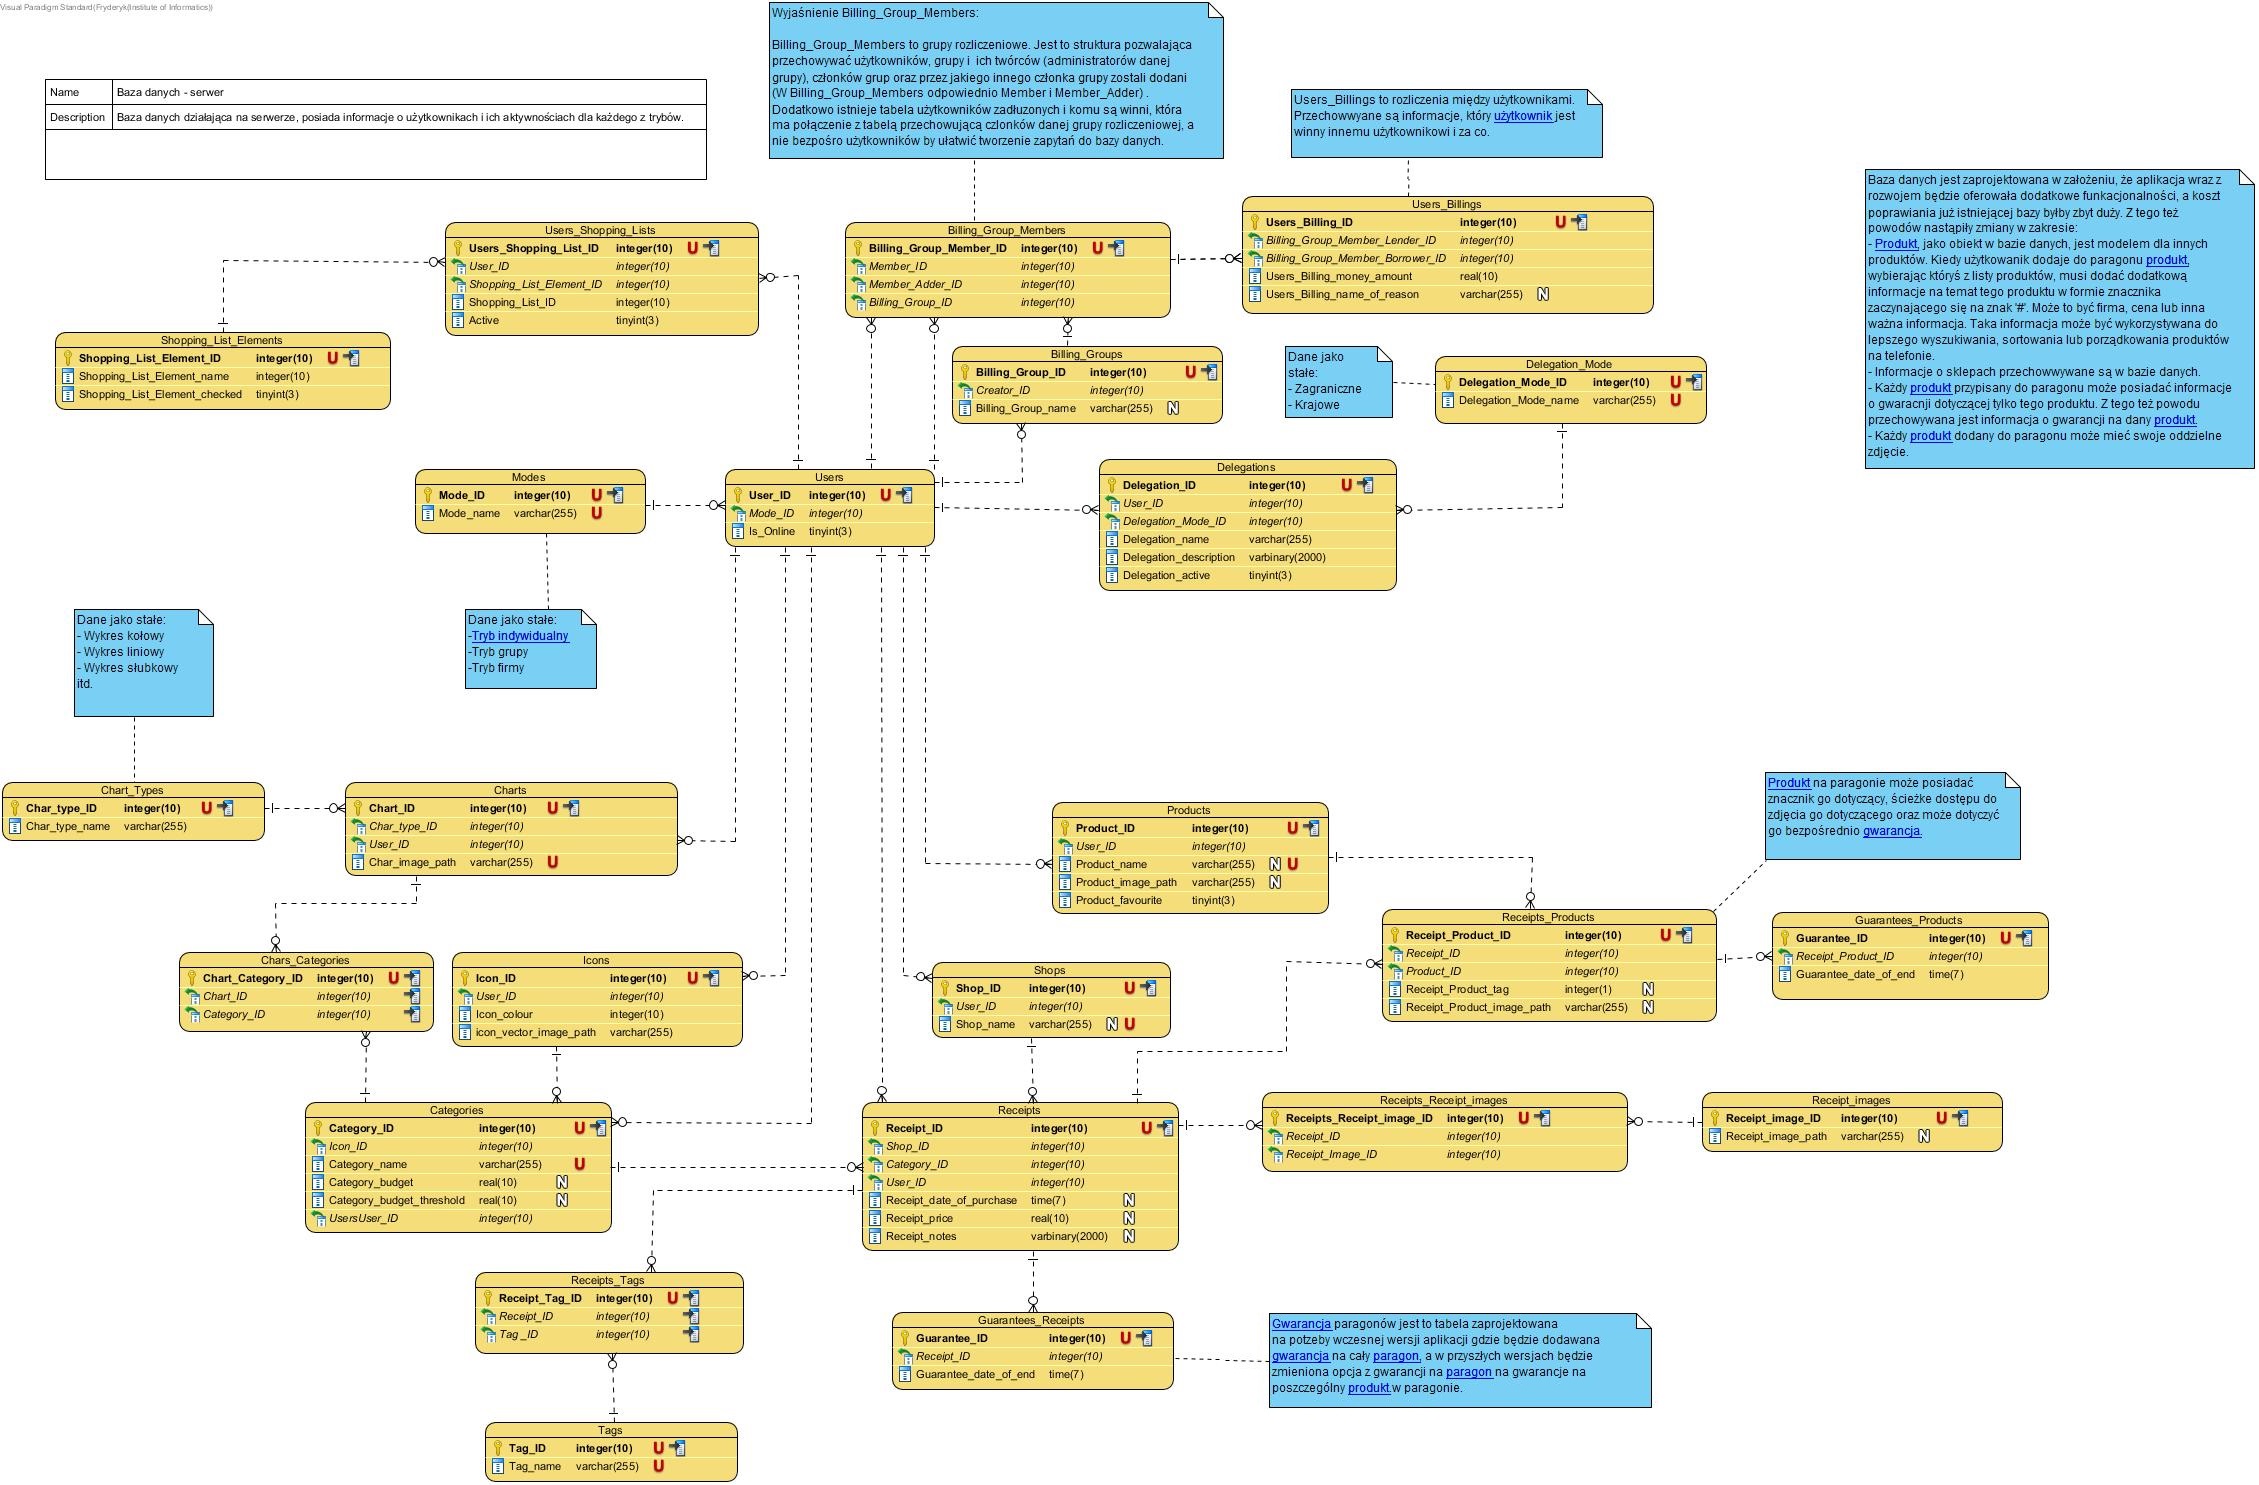 Visual Paradigm Standard(Fryderyk(Institute of Informatics))
Name Baza danych - serwer
Description Baza danych działająca na serwerze, posiada informacje o użytkownikach i ich aktywnościach dla każdego z trybów.
Wyjaśnienie Billing_Group_Members:
Billing_Group_Members to grupy rozliczeniowe. Jest to struktura pozwalająca
przechowywać użytkowników, grupy i ich twórców (administratorów danej
grupy), członków grup oraz przez jakiego innego członka grupy zostali dodani
(W Billing_Group_Members odpowiednio Member i Member_Adder) .
Dodatkowo istnieje tabela użytkowników zadłuzonych i komu są winni, która
ma połączenie z tabelą przechowującą czlonków danej grupy rozliczeniowej, a
nie bezpośro użytkowników by ułatwić tworzenie zapytań do bazy danych.
Users_Billings to rozliczenia między użytkownikami.
Przechowwyane są informacje, który użytkownik jest
winny innemu użytkownikowi i za co.
Baza danych jest zaprojektowana w założeniu, że aplikacja wraz z
rozwojem będzie oferowała dodatkowe funkacjonalności, a koszt
poprawiania już istniejącej bazy byłby zbyt duży. Z tego też
powodów nastąpiły zmiany w zakresie:
- Produkt, jako obiekt w bazie danych, jest modelem dla innych
produktów. Kiedy użytkowanik dodaje do paragonu produkt,
wybierając któryś z listy produktów, musi dodać dodatkową
informacje na temat tego produktu w formie znacznika
zaczynającego się na znak '#'. Może to być firma, cena lub inna
ważna informacja. Taka informacja może być wykorzystywana do
lepszego wyszukiwania, sortowania lub porządkowania produktów
na telefonie.
- Informacje o sklepach przechowwywane są w bazie danych.
- Każdy produkt przypisany do paragonu może posiadać informacje
o gwaracnji dotyczącej tylko tego produktu. Z tego też powodu
przechowywana jest informacja o gwarancji na dany produkt.
- Każdy produkt dodany do paragonu może mieć swoje oddzielne
zdjęcie.
Users_Shopping_Lists
Users_Shopping_List_ID integer(10) U
User_ID integer(10)
Shopping_List_Element_ID integer(10)
Shopping_List_ID integer(10)
Active tinyint(3)
Billing_Group_Members
Billing_Group_Member_ID integer(10) U
Member_ID integer(10)
Member_Adder_ID integer(10)
Billing_Group_ID integer(10)
Users_Billings
Users_Billing_ID integer(10) U
Billing_Group_Member_Lender_ID integer(10)
Billing_Group_Member_Borrower_ID integer(10)
Users_Billing_money_amount real(10)
Users_Billing_name_of_reason varchar(255) N
Shopping_List_Elements
Shopping_List_Element_ID integer(10) U
Shopping_List_Element_name integer(10)
Shopping_List_Element_checked tinyint(3)
Billing_Groups
Billing_Group_ID integer(10) U
Creator_ID integer(10)
Billing_Group_name varchar(255) N
Dane jako
stałe:
- Zagraniczne
- Krajowe
Delegation_Mode
Delegation_Mode_ID integer(10) U
Delegation_Mode_name varchar(255) U
Modes
Mode_ID integer(10) U
Mode_name varchar(255) U
Users
User_ID integer(10) U
Mode_ID integer(10)
Is_Online tinyint(3)
Delegations
Delegation_ID integer(10) U
User_ID integer(10)
Delegation_Mode_ID integer(10)
Delegation_name varchar(255)
Delegation_description varbinary(2000)
Delegation_active tinyint(3)
Dane jako stałe:
- Wykres kołowy
- Wykres liniowy
- Wykres słubkowy
itd.
Dane jako stałe:
-Tryb indywidualny
-Tryb grupy
-Tryb firmy
Chart_Types
Char_type_ID integer(10) U
Char_type_name varchar(255)
Charts
Chart_ID integer(10) U
Char_type_ID integer(10)
User_ID integer(10)
Char_image_path varchar(255) U
Products
Product_ID integer(10) U
User_ID integer(10)
Product_name varchar(255) N U
Product_image_path varchar(255) N
Product_favourite tinyint(3)
Produkt na paragonie może posiadać
znacznik go dotyczący, ścieżke dostępu do
zdjęcia go dotyczącego oraz może dotyczyć
go bezpośrednio gwarancja.
Receipts_Products
Receipt_Product_ID integer(10) U
Receipt_ID integer(10)
Product_ID integer(10)
Receipt_Product_tag integer(1) N
Receipt_Product_image_path varchar(255) N
Guarantees_Products
Guarantee_ID integer(10) U
Receipt_Product_ID integer(10)
Guarantee_date_of_end time(7)
Chars_Categories
Chart_Category_ID integer(10) U
Chart_ID integer(10)
Category_ID integer(10)
Icons
Icon_ID integer(10) U
User_ID integer(10)
Icon_colour integer(10)
icon_vector_image_path varchar(255)
Shops
Shop_ID integer(10) U
User_ID integer(10)
Shop_name varchar(255) N U
Categories
Category_ID integer(10) U
Icon_ID integer(10)
Category_name varchar(255) U
Category_budget real(10) N
Category_budget_threshold real(10) N
UsersUser_ID integer(10)
Receipts
Receipt_ID integer(10) U
Shop_ID integer(10)
Category_ID integer(10)
User_ID integer(10)
Receipt_date_of_purchase time(7) N
Receipt_price real(10) N
Receipt_notes varbinary(2000) N
Receipts_Receipt_images
Receipts_Receipt_image_ID integer(10) U
Receipt_ID integer(10)
Receipt_Image_ID integer(10)
Receipt_images
Receipt_image_ID integer(10) U
Receipt_image_path varchar(255) N
Receipts_Tags
Receipt_Tag_ID integer(10) U
Receipt_ID integer(10)
Tag _ID integer(10)
Guarantees_Receipts
Guarantee_ID integer(10) U
Receipt_ID integer(10)
Guarantee_date_of_end time(7)
Gwarancja paragonów jest to tabela zaprojektowana
na potzeby wczesnej wersji aplikacji gdzie będzie dodawana
gwarancja na cały paragon, a w przyszłych wersjach będzie
zmieniona opcja z gwarancji na paragon na gwarancje na
poszczególny produkt w paragonie.
Tags
Tag_ID integer(10) U
Tag_name varchar(255) U